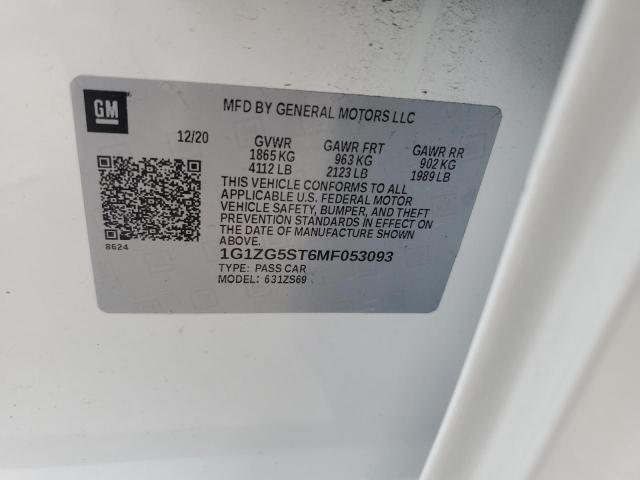 GM
MFD BY GENERAL MOTORS LLC
12/20 GVWR GAWR FRT GAWR RR
1865 KG 963 KG 902 KG
4112 LB 2123 LB 1989 LB
THIS VEHICLE CONFORMS TO ALL
APPLICABLE U.S. FEDERAL MOTOR
VEHICLE SAFETY, BUMPER, AND THEFT
PREVENTION STANDARDS IN EFFECT ON
THE DATE OF MANUFACTURE SHOWN
ABOVE.
8624
1G1ZG5ST6MF053093
TYPE: PASS CAR
MODEL: 631ZS69